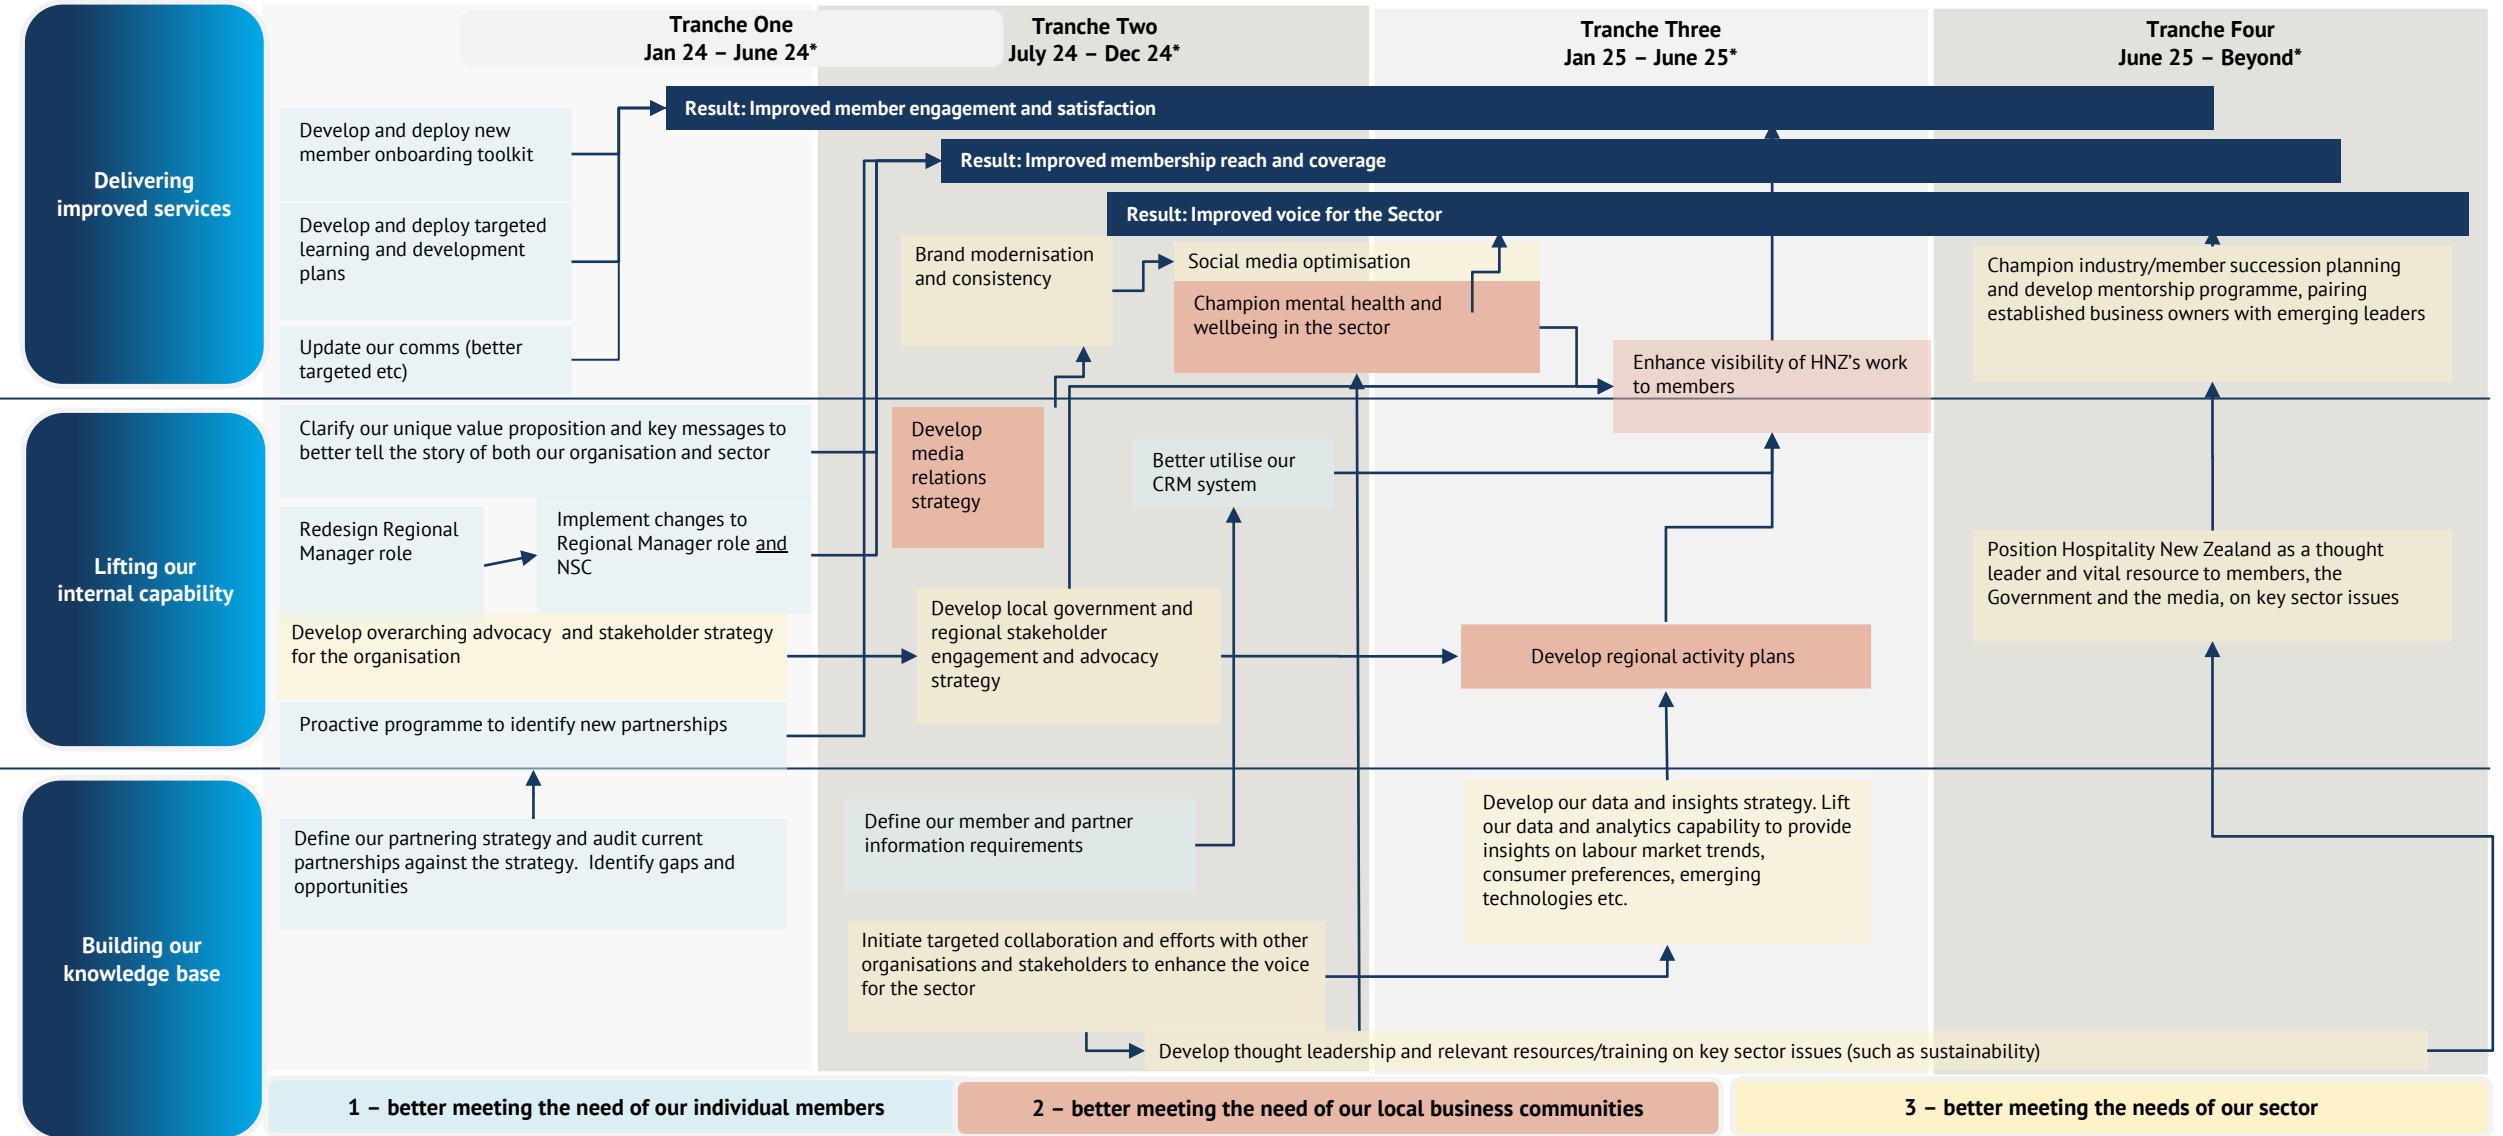 Tranche One
Jan 24 – June 24*
Tranche Two
July 24 – Dec 24*
Tranche Three
Jan 25 – June 25*
Tranche Four
June 25 – Beyond*
Delivering
improved services
Result: Improved member engagement and satisfaction
Result: Improved membership reach and coverage
Result: Improved voice for the Sector
Develop and deploy new
member onboarding toolkit
Develop and deploy targeted
learning and development
plans
Update our comms (better
targeted etc)
Brand modernisation
and consistency
Social media optimisation
Champion mental health and
wellbeing in the sector
Enhance visibility of HNZ’s work
to members
Champion industry/member succession planning
and develop mentorship programme, pairing
established business owners with emerging leaders
Lifting our
internal capability
Clarify our unique value proposition and key messages to
better tell the story of both our organisation and sector
Redesign Regional
Manager role
Implement changes to
Regional Manager role and
NSC
Develop overarching advocacy  and stakeholder strategy
for the organisation
Proactive programme to identify new partnerships
Develop
media
relations
strategy
Better utilise our
CRM system
Develop local government and
regional stakeholder
engagement and advocacy
strategy
Develop regional activity plans
Position Hospitality New Zealand as a thought
leader and vital resource to members, the
Government and the media, on key sector issues
Building our
knowledge base
Define our partnering strategy and audit current
partnerships against the strategy.  Identify gaps and
opportunities
Define our member and partner
information requirements
Initiate targeted collaboration and efforts with other
organisations and stakeholders to enhance the voice
for the sector
Develop our data and insights strategy. Lift
our data and analytics capability to provide
insights on labour market trends,
consumer preferences, emerging
technologies etc.
Develop thought leadership and relevant resources/training on key sector issues (such as sustainability)
1 – better meeting the need of our individual members
2 – better meeting the need of our local business communities
3 – better meeting the needs of our sector